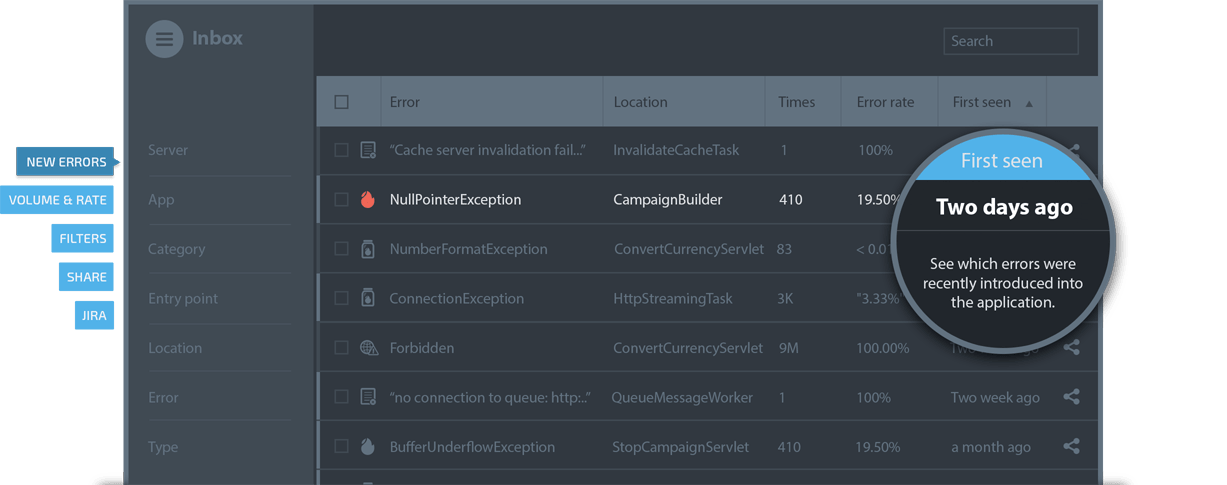 Inbox
Search
Error Location Times Error rate First seen
NEW ERRORS
VOLUME & RATE
FILTERS
SHARE
JIRA
Server
App
Category
Entry point
Location
Error
Type
"Cache server invalidation fail..." InvalidateCacheTask 1 100%
NullPointerException CampaignBuilder 410 19.50%
NumberFormatException ConvertCurrencyServlet 83 < 0.01
ConnectionException HttpStreamingTask 3K "3.33%"
Forbidden ConvertCurrencyServlet 9M 100.00%
"no connection to queue: http:.." QueueMessageWorker 1 100% Two week ago
BufferUnderflowException StopCampaignServlet 410 19.50% a month ago
First seen
Two days ago
See which errors were
recently introduced into
the application.